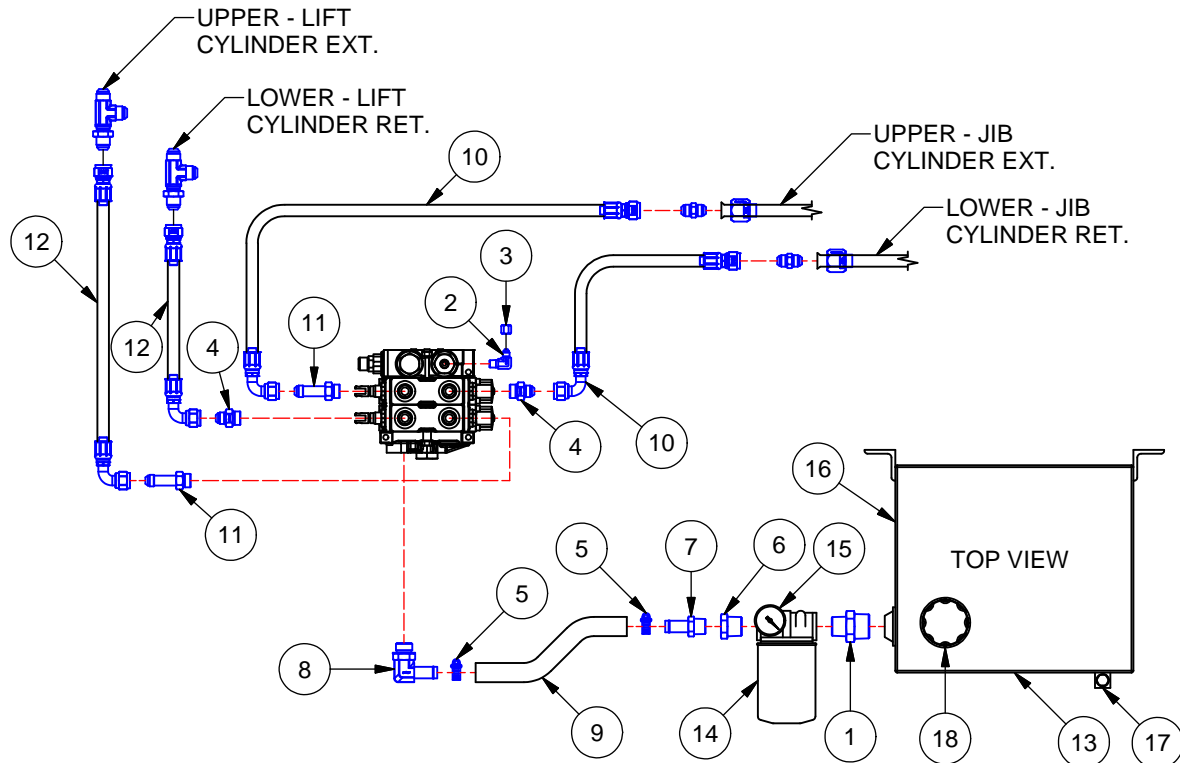 UPPER - LIFT
CYLINDER EXT.
LOWER - LIFT
CYLINDER RET.
10
UPPER - JIB
CYLINDER EXT.
LOWER - JIB
CYLINDER RET.
12
3
2
11
12
4
4
10
16
11
5
7
6
15
TOP VIEW
5
8
9
14
1
18
13
17